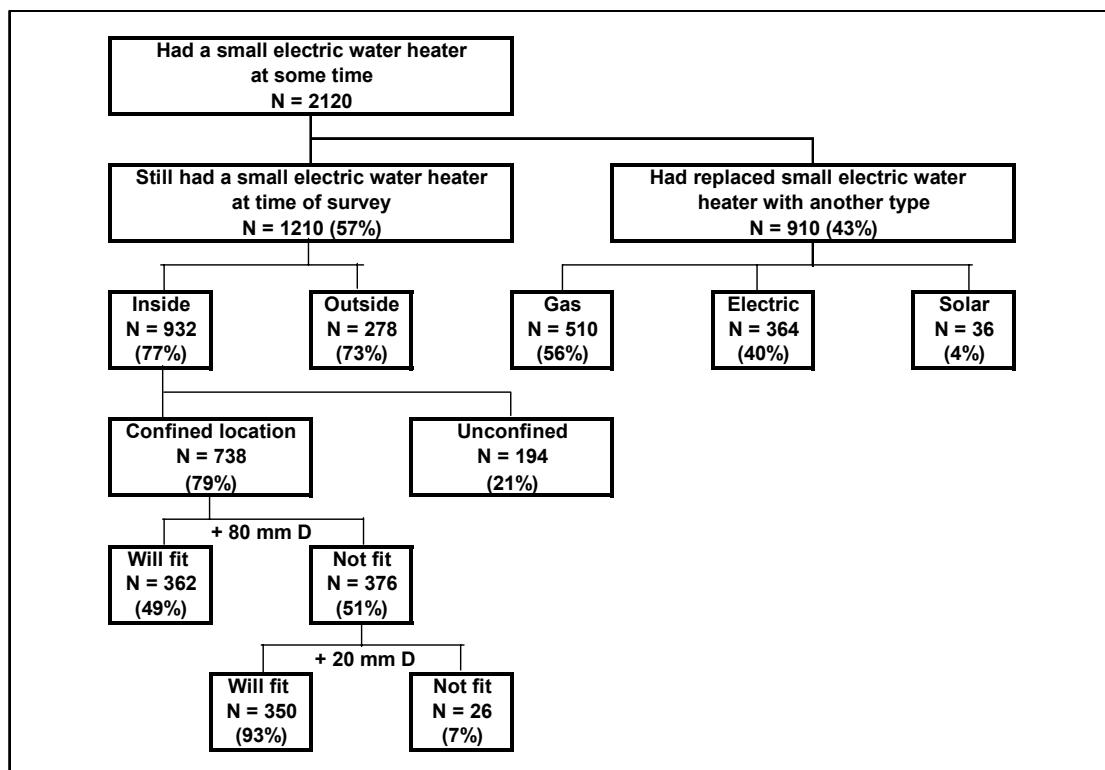 Had a small electric water heater
at some time
N = 2120
Still had a small electric water heater
at time of survey
N = 1210 (57%)
Had replaced small electric water
heater with another type
N = 910 (43%)
Inside
N = 932
(77%)
Outside
N = 278
(73%)
Gas
N = 510
(56%)
Electric
N = 364
(40%)
Solar
N = 36
(4%)
Confined location
N = 738
(79%)
Unconfined
N = 194
(21%)
+ 80 mm D
Will fit
N = 362
(49%)
Not fit
N = 376
(51%)
+ 20 mm D
Will fit
N = 350
(93%)
Not fit
N = 26
(7%)